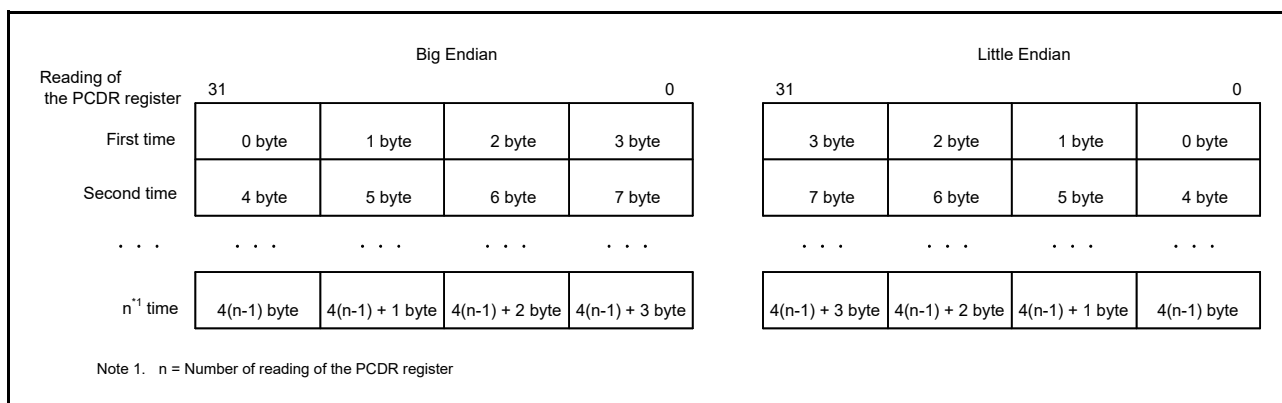 Big Endian Little Endian
Reading of
the PCDR register
31 0 31 0
First time 0 byte 1 byte 2 byte 3 byte 3 byte 2 byte 1 byte 0 byte
Second time 4 byte 5 byte 6 byte 7 byte 7 byte 6 byte 5 byte 4 byte
. . . . . . . . . . . . . . . . . . . . . . . . . . .
n*1 time 4(n-1) byte 4(n-1) + 1 byte 4(n-1) + 2 byte 4(n-1) + 3 byte 4(n-1) + 3 byte 4(n-1) + 2 byte 4(n-1) + 1 byte 4(n-1) byte
Note 1. n = Number of reading of the PCDR register